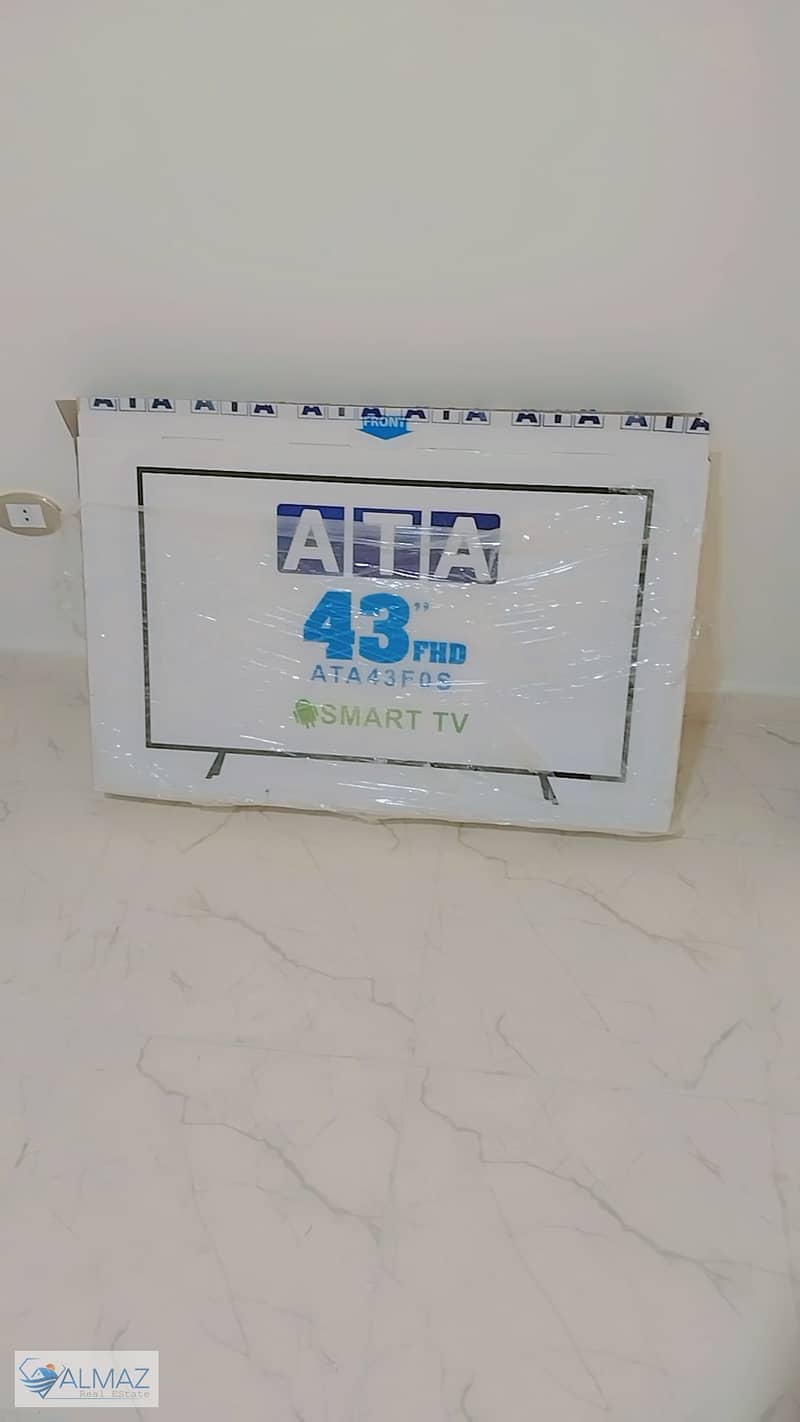 ATA ATA ATA ATA ATA ATA
FRONT
ATA
43" FHD
ATA43F0S
SMART TV
ALMAZ
Real EState